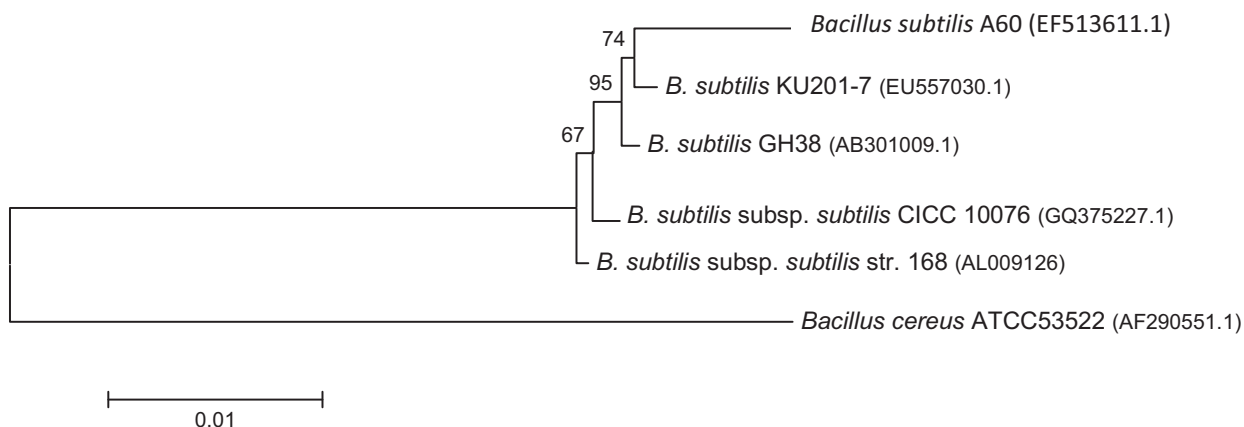 Bacillus subtilis A60 (EF513611.1)
74
B. subtilis KU201-7 (EU557030.1)
95
B. subtilis GH38 (AB301009.1)
67
B. subtilis subsp. subtilis CICC 10076 (GQ375227.1)
B. subtilis subsp. subtilis str. 168 (AL009126)
Bacillus cereus ATCC53522 (AF290551.1)
0.01